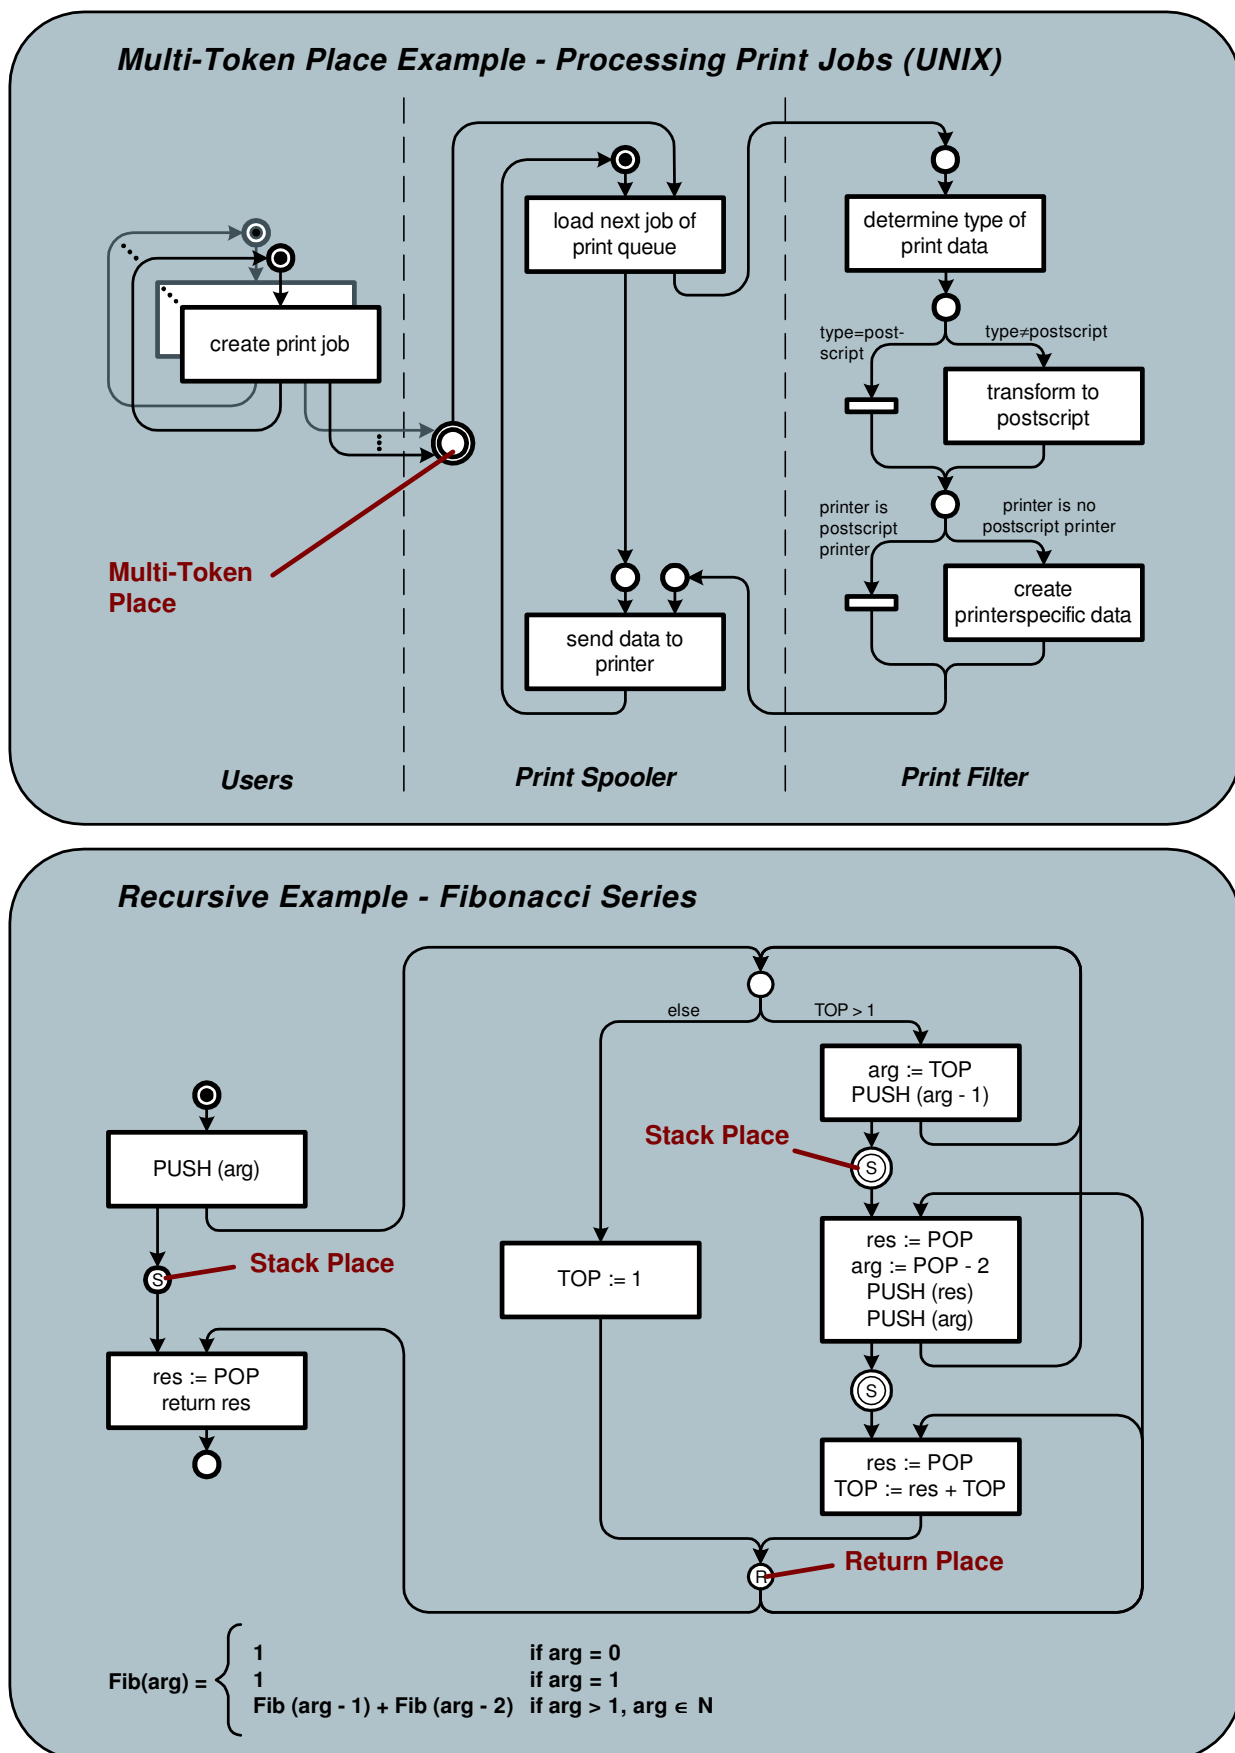 Multi-Token Place Example - Processing Print Jobs (UNIX)
load next job of
print queue
determine type of
print data
create print job
type=post-
script
type≠postscript
transform to
postscript
printer is
postscript
printer
printer is no
postscript printer
Multi-Token
Place
create
printerspecific data
send data to
printer
Users
Print Spooler
Print Filter
Recursive Example - Fibonacci Series
else
TOP > 1
arg := TOP
PUSH (arg - 1)
Stack Place
S
PUSH (arg)
S
Stack Place
TOP := 1
res := POP
arg := POP - 2
PUSH (res)
PUSH (arg)
res := POP
return res
S
res := POP
TOP := res + TOP
R
Return Place
Fib(arg) =
1 if arg = 0
1 if arg = 1
Fib (arg - 1) + Fib (arg - 2) if arg > 1, arg ∈ N